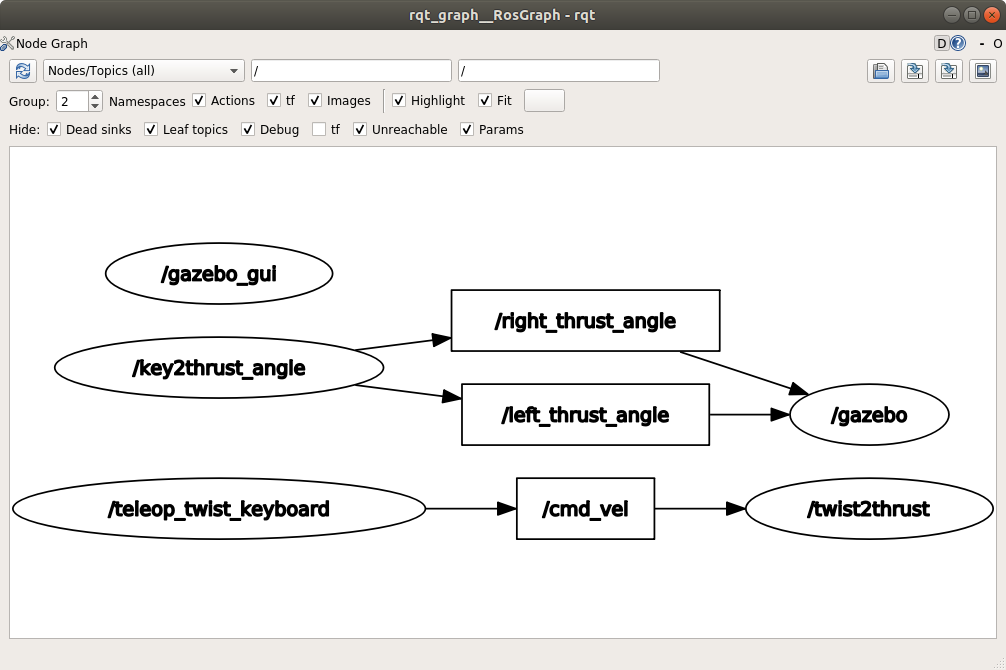 rqt_graph__RosGraph - rqt
Node Graph
D ? - O
Nodes/Topics (all) / /
Group: 2 Namespaces Actions tf Images Highlight Fit
Hide: Dead sinks Leaf topics Debug tf Unreachable Params
/gazebo_gui
/right_thrust_angle
/key2thrust_angle
/left_thrust_angle
/gazebo
/teleop_twist_keyboard
/cmd_vel
/twist2thrust